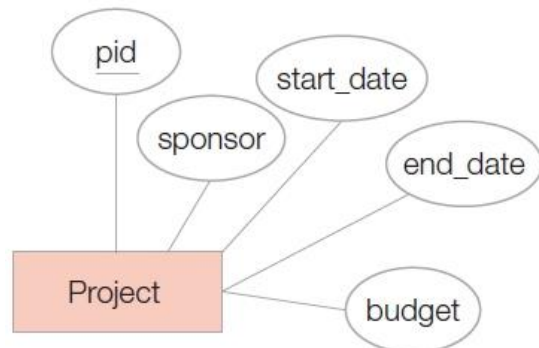 pid
start_date
sponsor
end_date
Project
budget